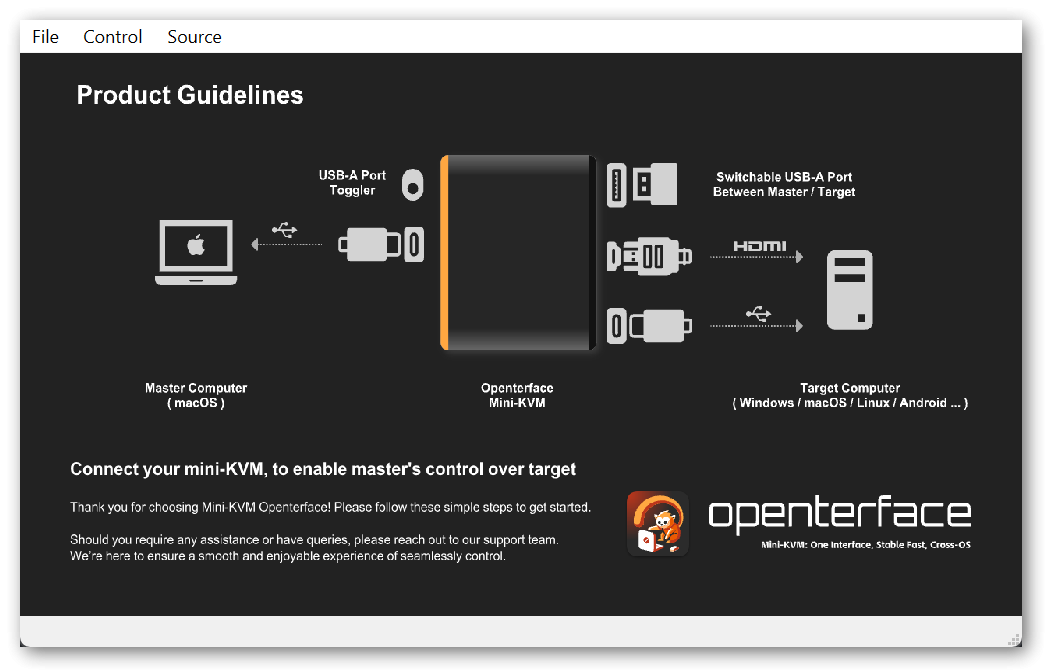 File Control Source
Product Guidelines
USB-A Port
Toggler
Switchable USB-A Port
Between Master / Target
HDMI
Master Computer
( macOS )
Openterface
Mini-KVM
Target Computer
( Windows / macOS / Linux / Android ... )
Connect your mini-KVM, to enable master's control over target
Thank you for choosing Mini-KVM Openterface! Please follow these simple steps to get started.
Should you require any assistance or have queries, please reach out to our support team.
We're here to ensure a smooth and enjoyable experience of seamlessly control.
openterface
Mini-KVM: One Interface, Stable Fast, Cross-OS